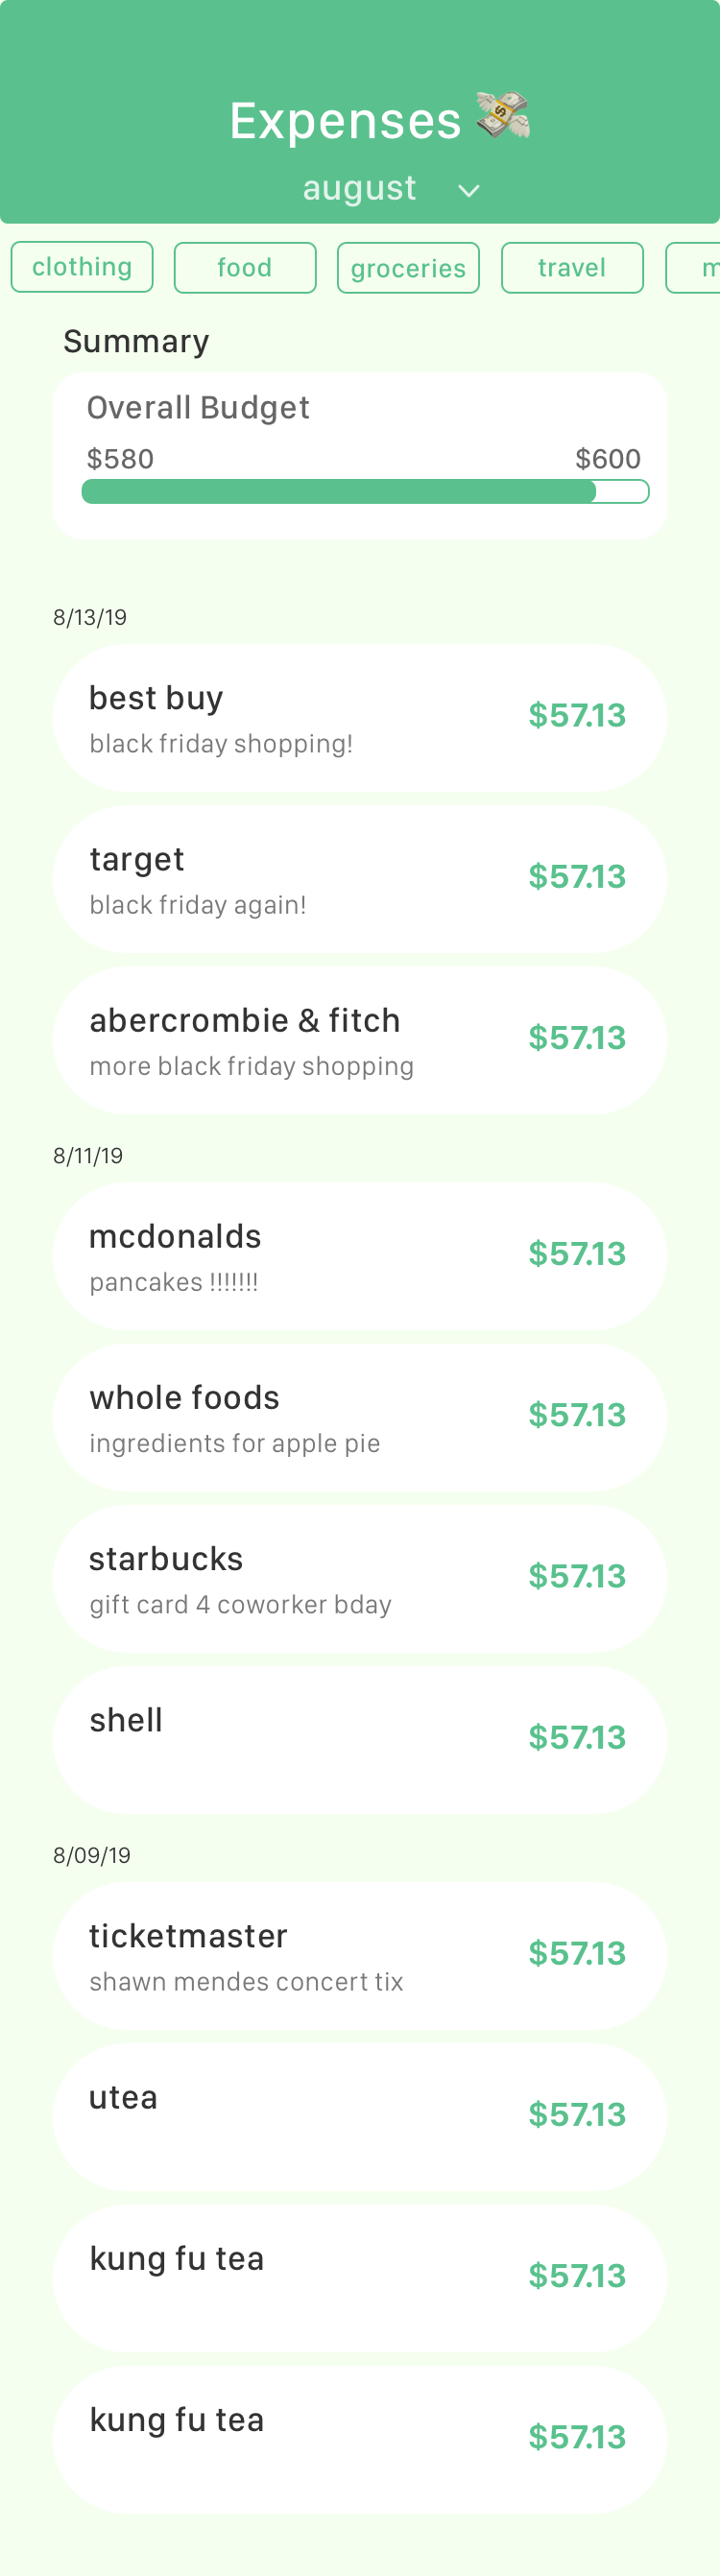 Expenses 💸
august
clothing food groceries travel m
Summary
Overall Budget
$580 $600
8/13/19
best buy
$57.13
black friday shopping!
target
$57.13
black friday again!
abercrombie & fitch
$57.13
more black friday shopping
8/11/19
mcdonalds
$57.13
pancakes !!!!!!!
whole foods
$57.13
ingredients for apple pie
starbucks
$57.13
gift card 4 coworker bday
shell
$57.13
8/09/19
ticketmaster
$57.13
shawn mendes concert tix
utea
$57.13
kung fu tea
$57.13
kung fu tea
$57.13